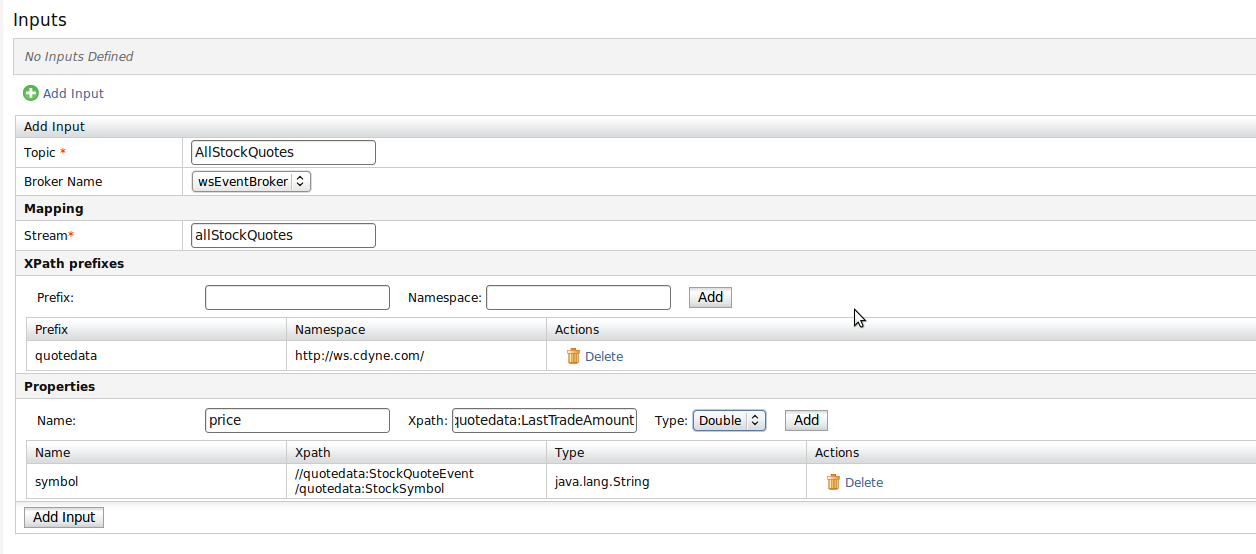 Inputs
No Inputs Defined
Add Input
Add Input
Topic * AllStockQuotes
Broker Name wsEventBroker
Mapping
Stream* allStockQuotes
XPath prefixes
Prefix: Namespace: Add
Prefix Namespace Actions
quotedata http://ws.cdyne.com/ Delete
Properties
Name: price Xpath: quotedata:LastTradeAmount Type: Double Add
Name Xpath Type Actions
symbol //quotedata:StockQuoteEvent
/quotedata:StockSymbol java.lang.String Delete
Add Input